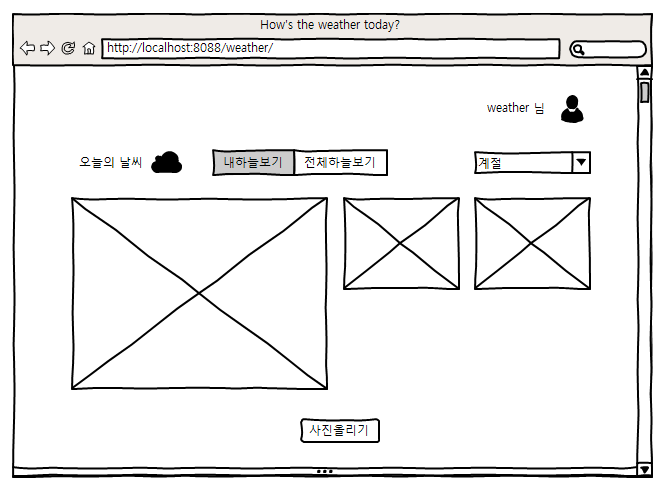 How's the weather today?
http://localhost:8088/weather/
weather 님
오늘의 날씨
내하늘보기
전체하늘보기
계절
사진올리기